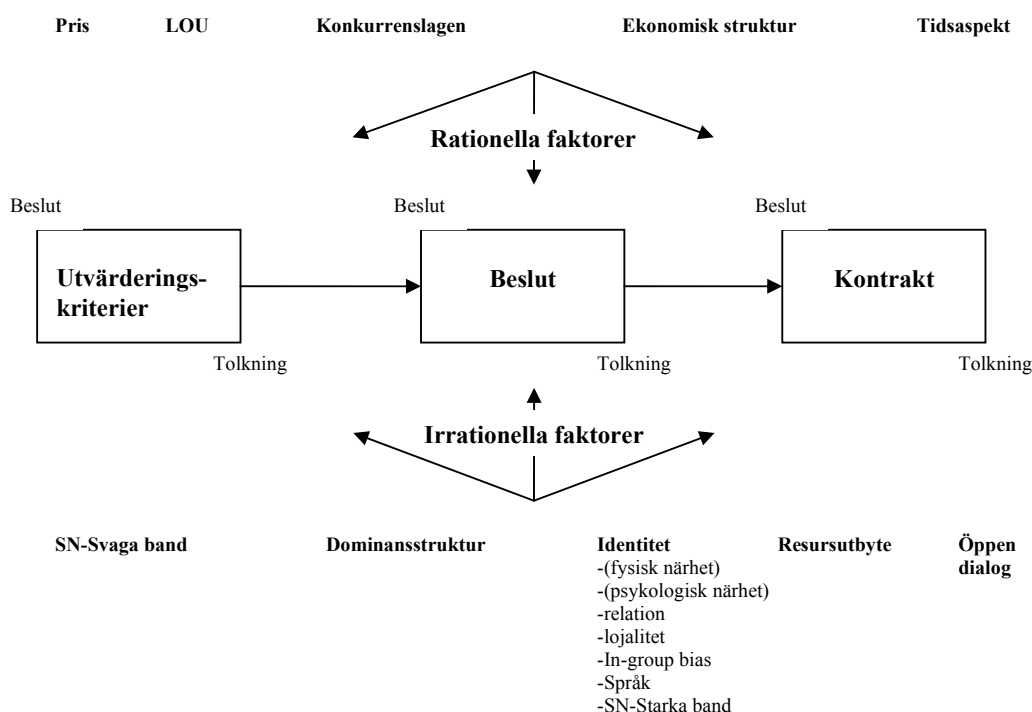 Pris LOU Konkurrenslagen Ekonomisk struktur Tidsaspekt
Rationella faktorer
Beslut Beslut Beslut
Utvärderings-
kriterier
Beslut
Kontrakt
Tolkning Tolkning Tolkning
Irrationella faktorer
SN-Svaga band Dominansstruktur Identitet Resursutbyte Öppen
dialog
-(fysisk närhet)
-(psykologisk närhet)
-relation
-lojalitet
-In-group bias
-Språk
-SN-Starka band